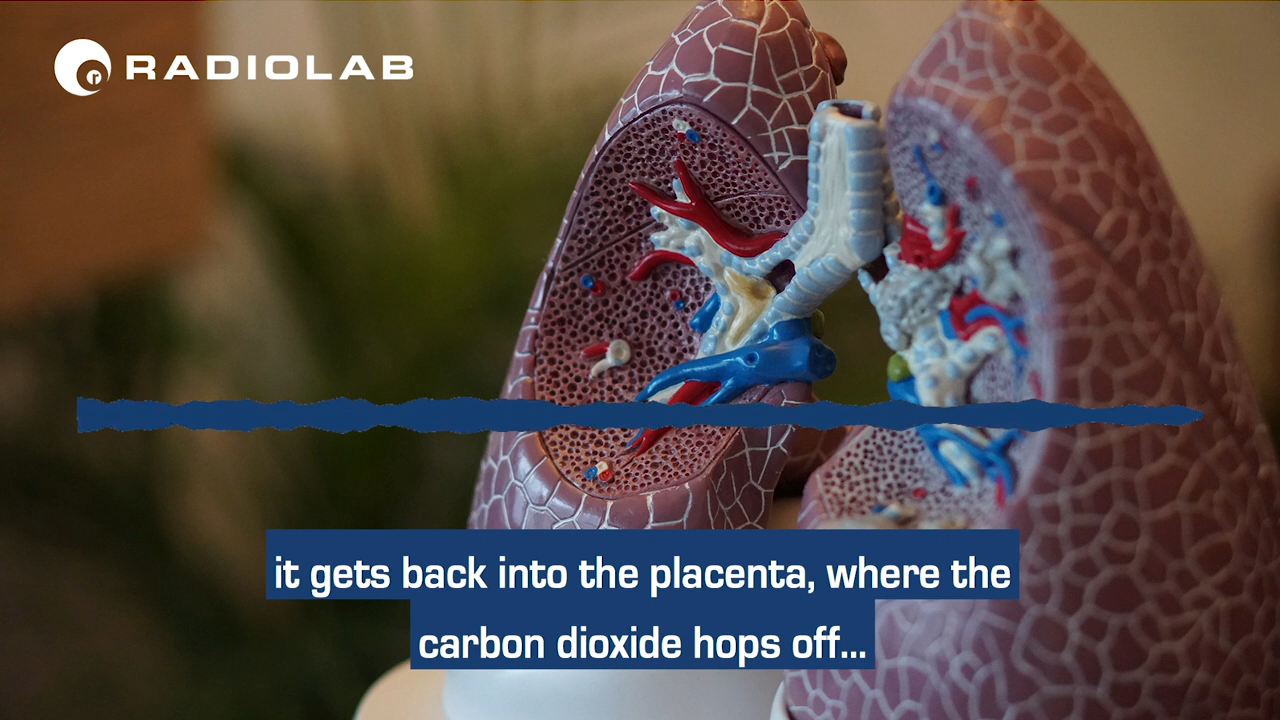 RADIOLAB
it gets back into the placenta, where the
carbon dioxide hops off...